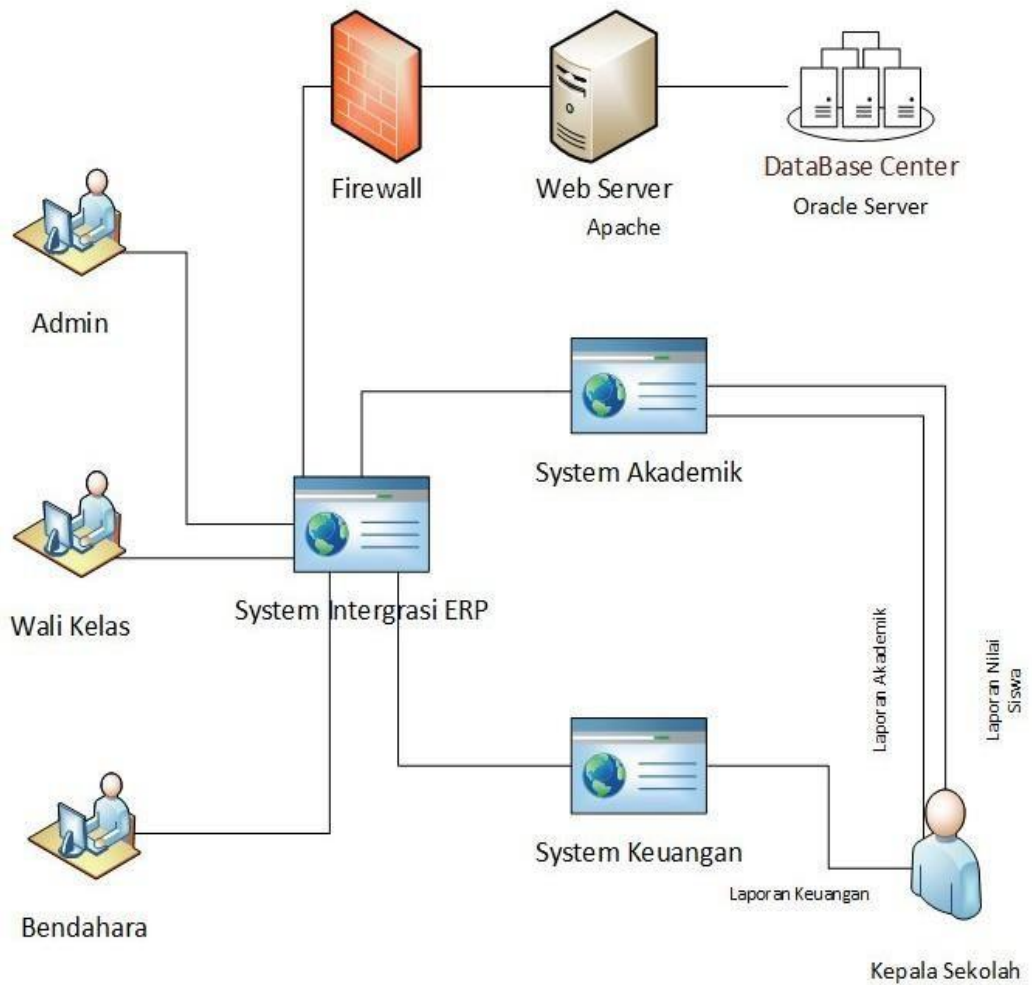 Firewall
Web Server
Apache
DataBase Center
Oracle Server
Admin
System Akademik
Wali Kelas
System Intergrasi ERP
Laporan Akademik
Laporan Nilai
Siswa
System Keuangan
Laporan Keuangan
Bendahara
Kepala Sekolah